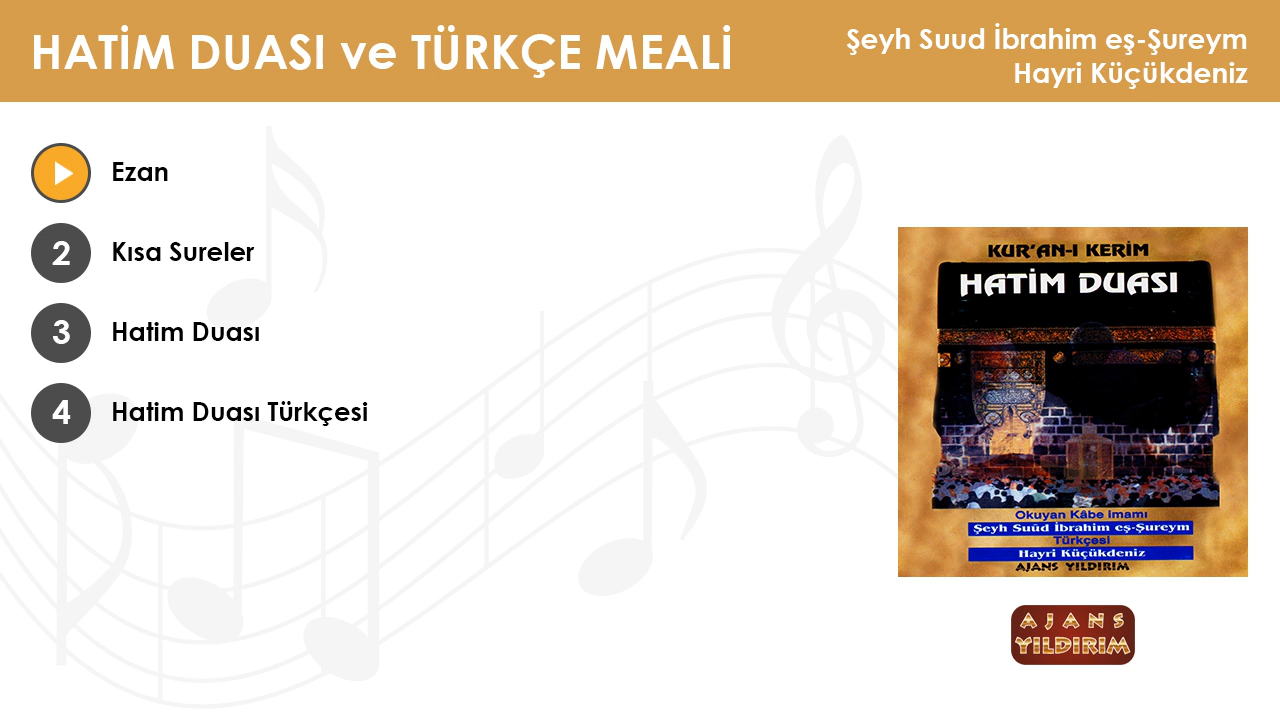 HATİM DUASI ve TÜRKÇE MEALİ
Şeyh Suud İbrahim eş-Şureym
Hayri Küçükdeniz
Ezan
2 Kısa Sureler
3 Hatim Duası
4 Hatim Duası Türkçesi
KUR'AN-I KERİM
HATİM DUASI
Okuyan Kâbe İmamı
Şeyh Suûd İbrahim eş-Şureym
Türkçesi
Hayri Küçükdeniz
AJANS YILDIRIM
AJANS
YILDIRIM